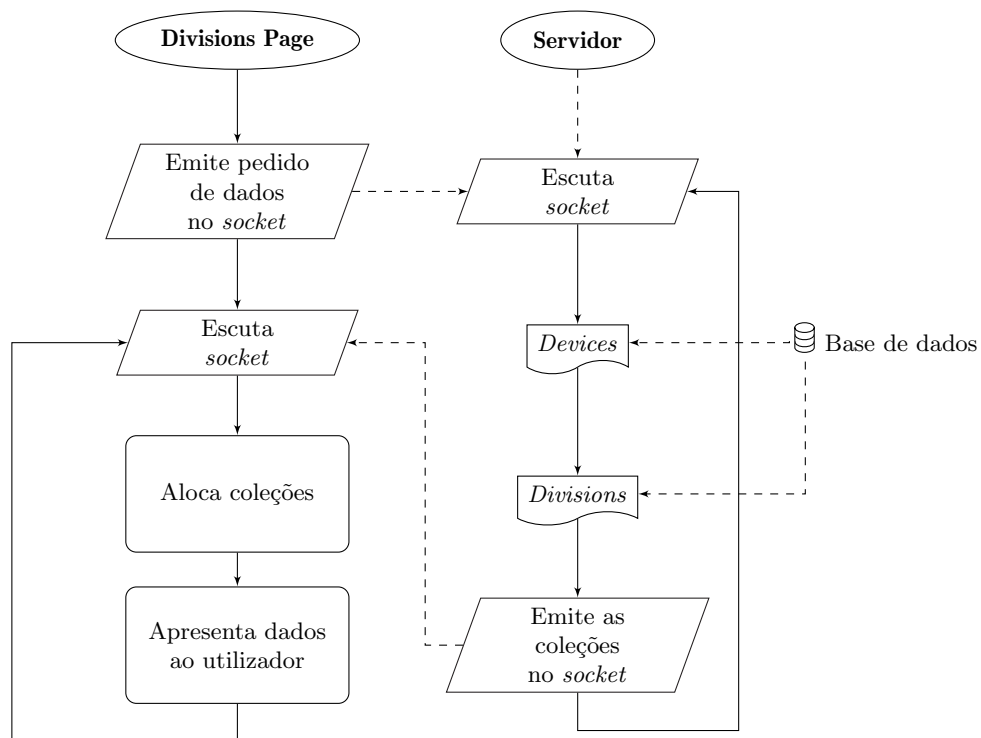 Divisions Page
Servidor
Emite pedido
de dados
no socket
Escuta
socket
Escuta
socket
Devices
Base de dados
Aloca coleções
Divisions
Apresenta dados
ao utilizador
Emite as
coleções
no socket